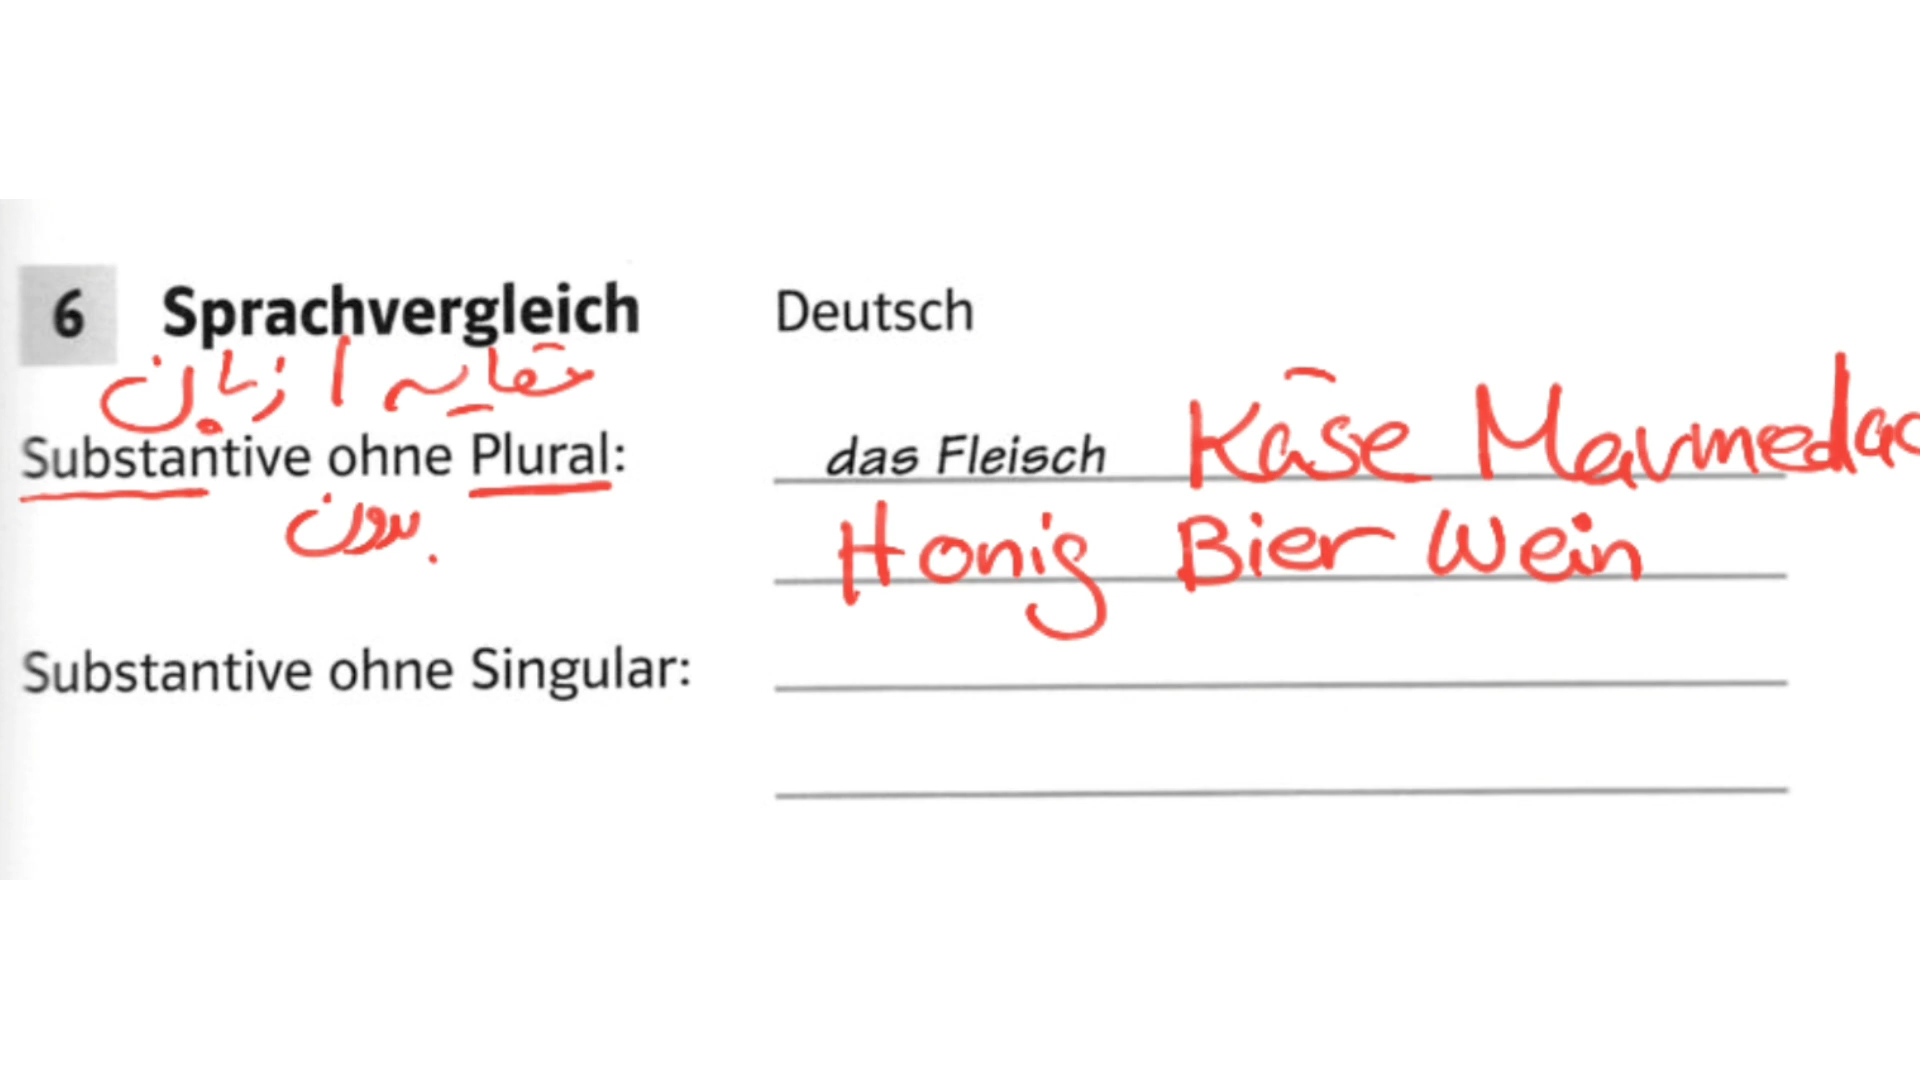 6 Sprachvergleich Deutsch
مقایسه زبان
Substantive ohne Plural: das Fleisch Käse
بدون
Honig Bier Wein
Substantive ohne Singular: